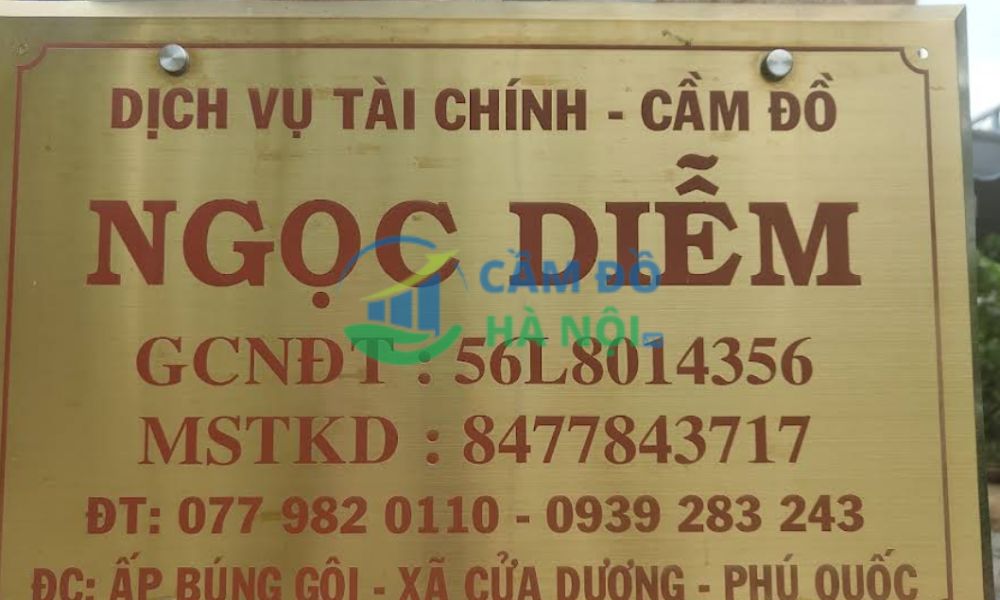 DỊCH VỤ TÀI CHÍNH - CẦM ĐỒ
NGỌC DIỄM
CẦM ĐỒ
HÀ NỘI
GCNĐT : 56L8014356
MSTKD : 8477843717
ĐT: 077 982 0110 - 0939 283 243
ĐC: ẤP BÚNG GỘI - XÃ CỬA DƯƠNG - PHÚ QUỐC